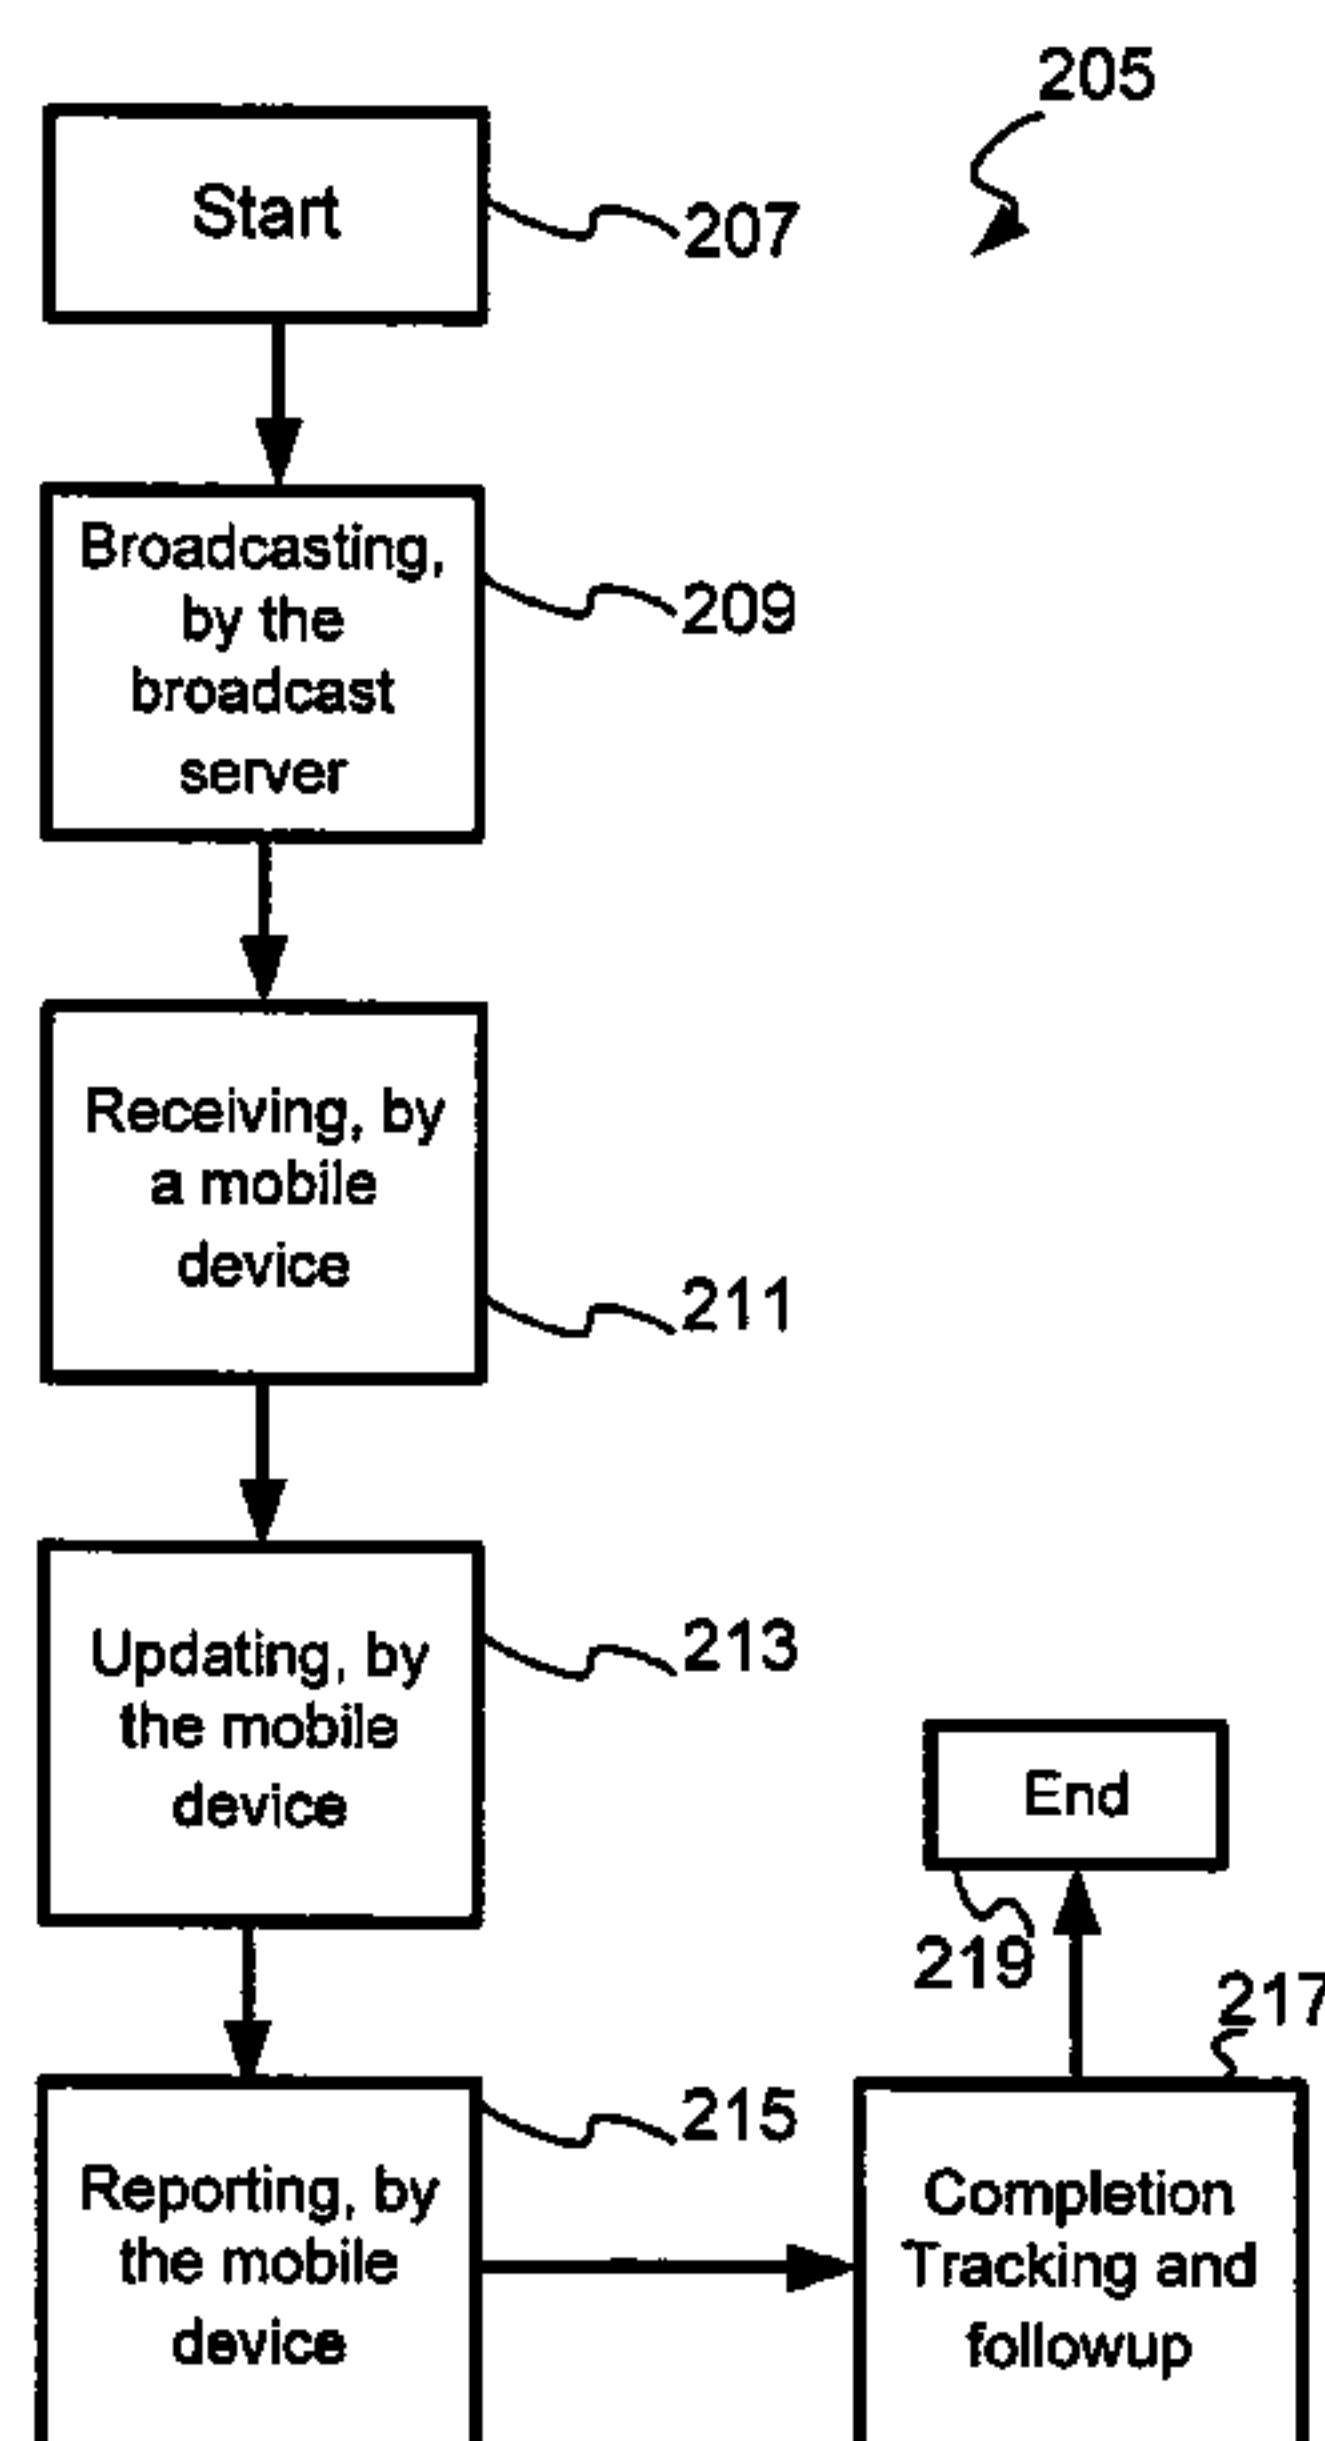 205
Start
207
Broadcasting,
by the
broadcast
server
209
Receiving, by
a mobile
device
211
Updating, by
the mobile
device
213
End
219
217
Reporting, by
the mobile
device
215
Completion
Tracking and
followup